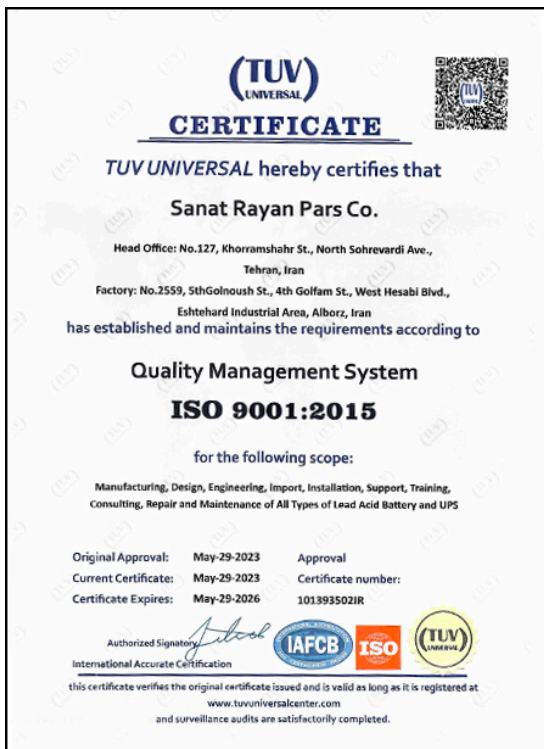 TUV
UNIVERSAL
TUV
CERTIFICATE
TUV UNIVERSAL hereby certifies that
Sanat Rayan Pars Co.
Head Office: No.127, Khorramshahr St., North Sohrevardi Ave.,
Tehran, Iran
Factory: No.2559, 5thGolnoush St., 4th Golfam St., West Hesabi Blvd.,
Eshtehard Industrial Area, Alborz, Iran
has established and maintains the requirements according to
Quality Management System
ISO 9001:2015
for the following scope:
Manufacturing, Design, Engineering, Import, Installation, Support, Training,
Consulting, Repair and Maintenance of All Types of Lead Acid Battery and UPS
Original Approval: May-29-2023 Approval
Current Certificate: May-29-2023 Certificate number:
Certificate Expires: May-29-2026 101393502IR
Authorized Signatory
International Accurate Certification
IAFCB
ISO
TUV
UNIVERSAL
this certificate verifies the original certificate issued and is valid as long as it is registered at
www.tuvuniversalcenter.com
and surveillance audits are satisfactorily completed.